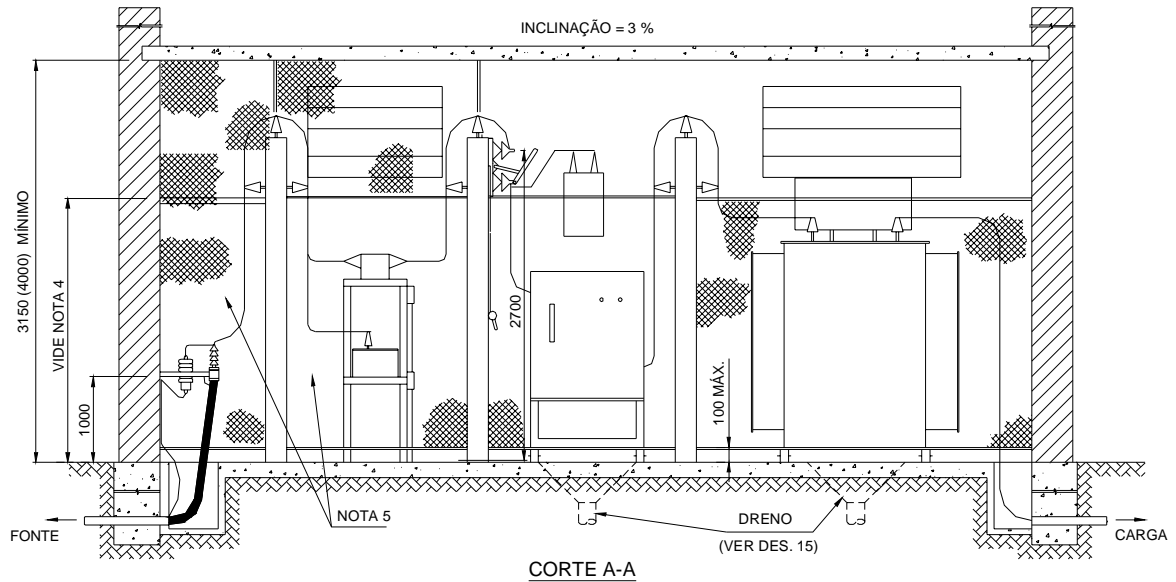 INCLINAÇÃO = 3 %
3150 (4000) MÍNIMO
VIDE NOTA 4
1000
2700
100 MÁX.
NOTA 5
FONTE
DRENO
(VER DES. 15)
CARGA
CORTE A-A